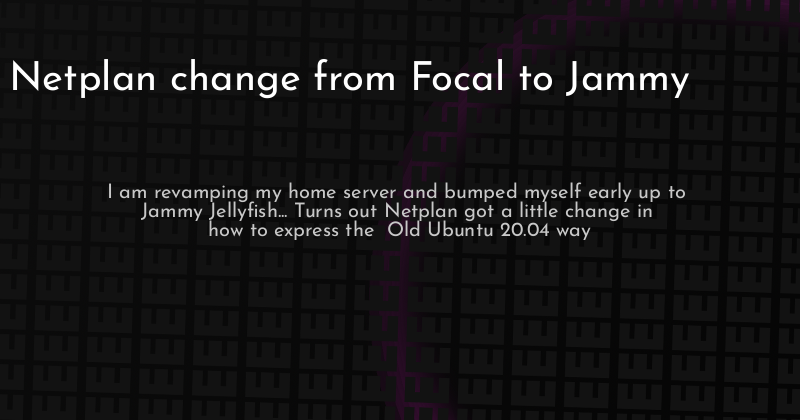 Netplan change from Focal to Jammy
I am revamping my home server and bumped myself early up to
Jammy Jellyfish... Turns out Netplan got a little change in
how to express the  Old Ubuntu 20.04 way